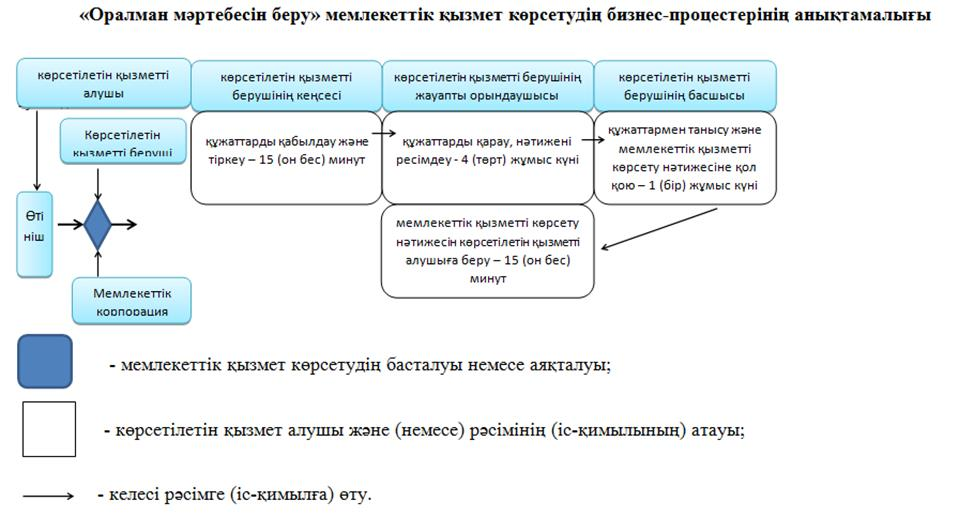 «Оралман мәртебесін беру» мемлекеттік қызмет көрсетудің бизнес-процестерінің анықтамалығы
көрсетілетін қызметті
алушы
көрсетілетін қызметті
берушінің кеңсесі
көрсетілетін қызметті берушінің
жауапты орындаушысы
көрсетілетін қызметті
берушінің басшысы
Көрсетілетін
қызметті беруші
құжаттарды қабылдау және
тіркеу – 15 (он бес) минут
құжаттарды қарау, нәтижені
ресімдеу - 4 (төрт) жұмыс күні
құжаттармен танысу және
мемлекеттік қызметті
көрсету нәтижесіне қол
қою – 1 (бір) жұмыс күні
Өті
ніш
мемлекеттік қызметті көрсету
нәтижесін көрсетілетін қызметті
алушыға беру – 15 (он бес)
минут
Мемлекеттік
корпорация
- мемлекеттік қызмет көрсетудің басталуы немесе аяқталуы;
- көрсетілетін қызмет алушы және (немесе) рәсімінің (іс-қимылының) атауы;
- келесі рәсімге (іс-қимылға) өту.